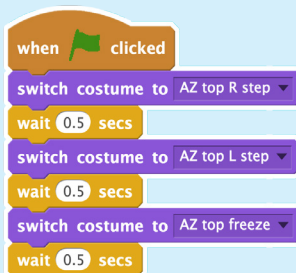 when clicked
switch costume to AZ top R step
wait 0.5 secs
switch costume to AZ top L step
wait 0.5 secs
switch costume to AZ top freeze
wait 0.5 secs